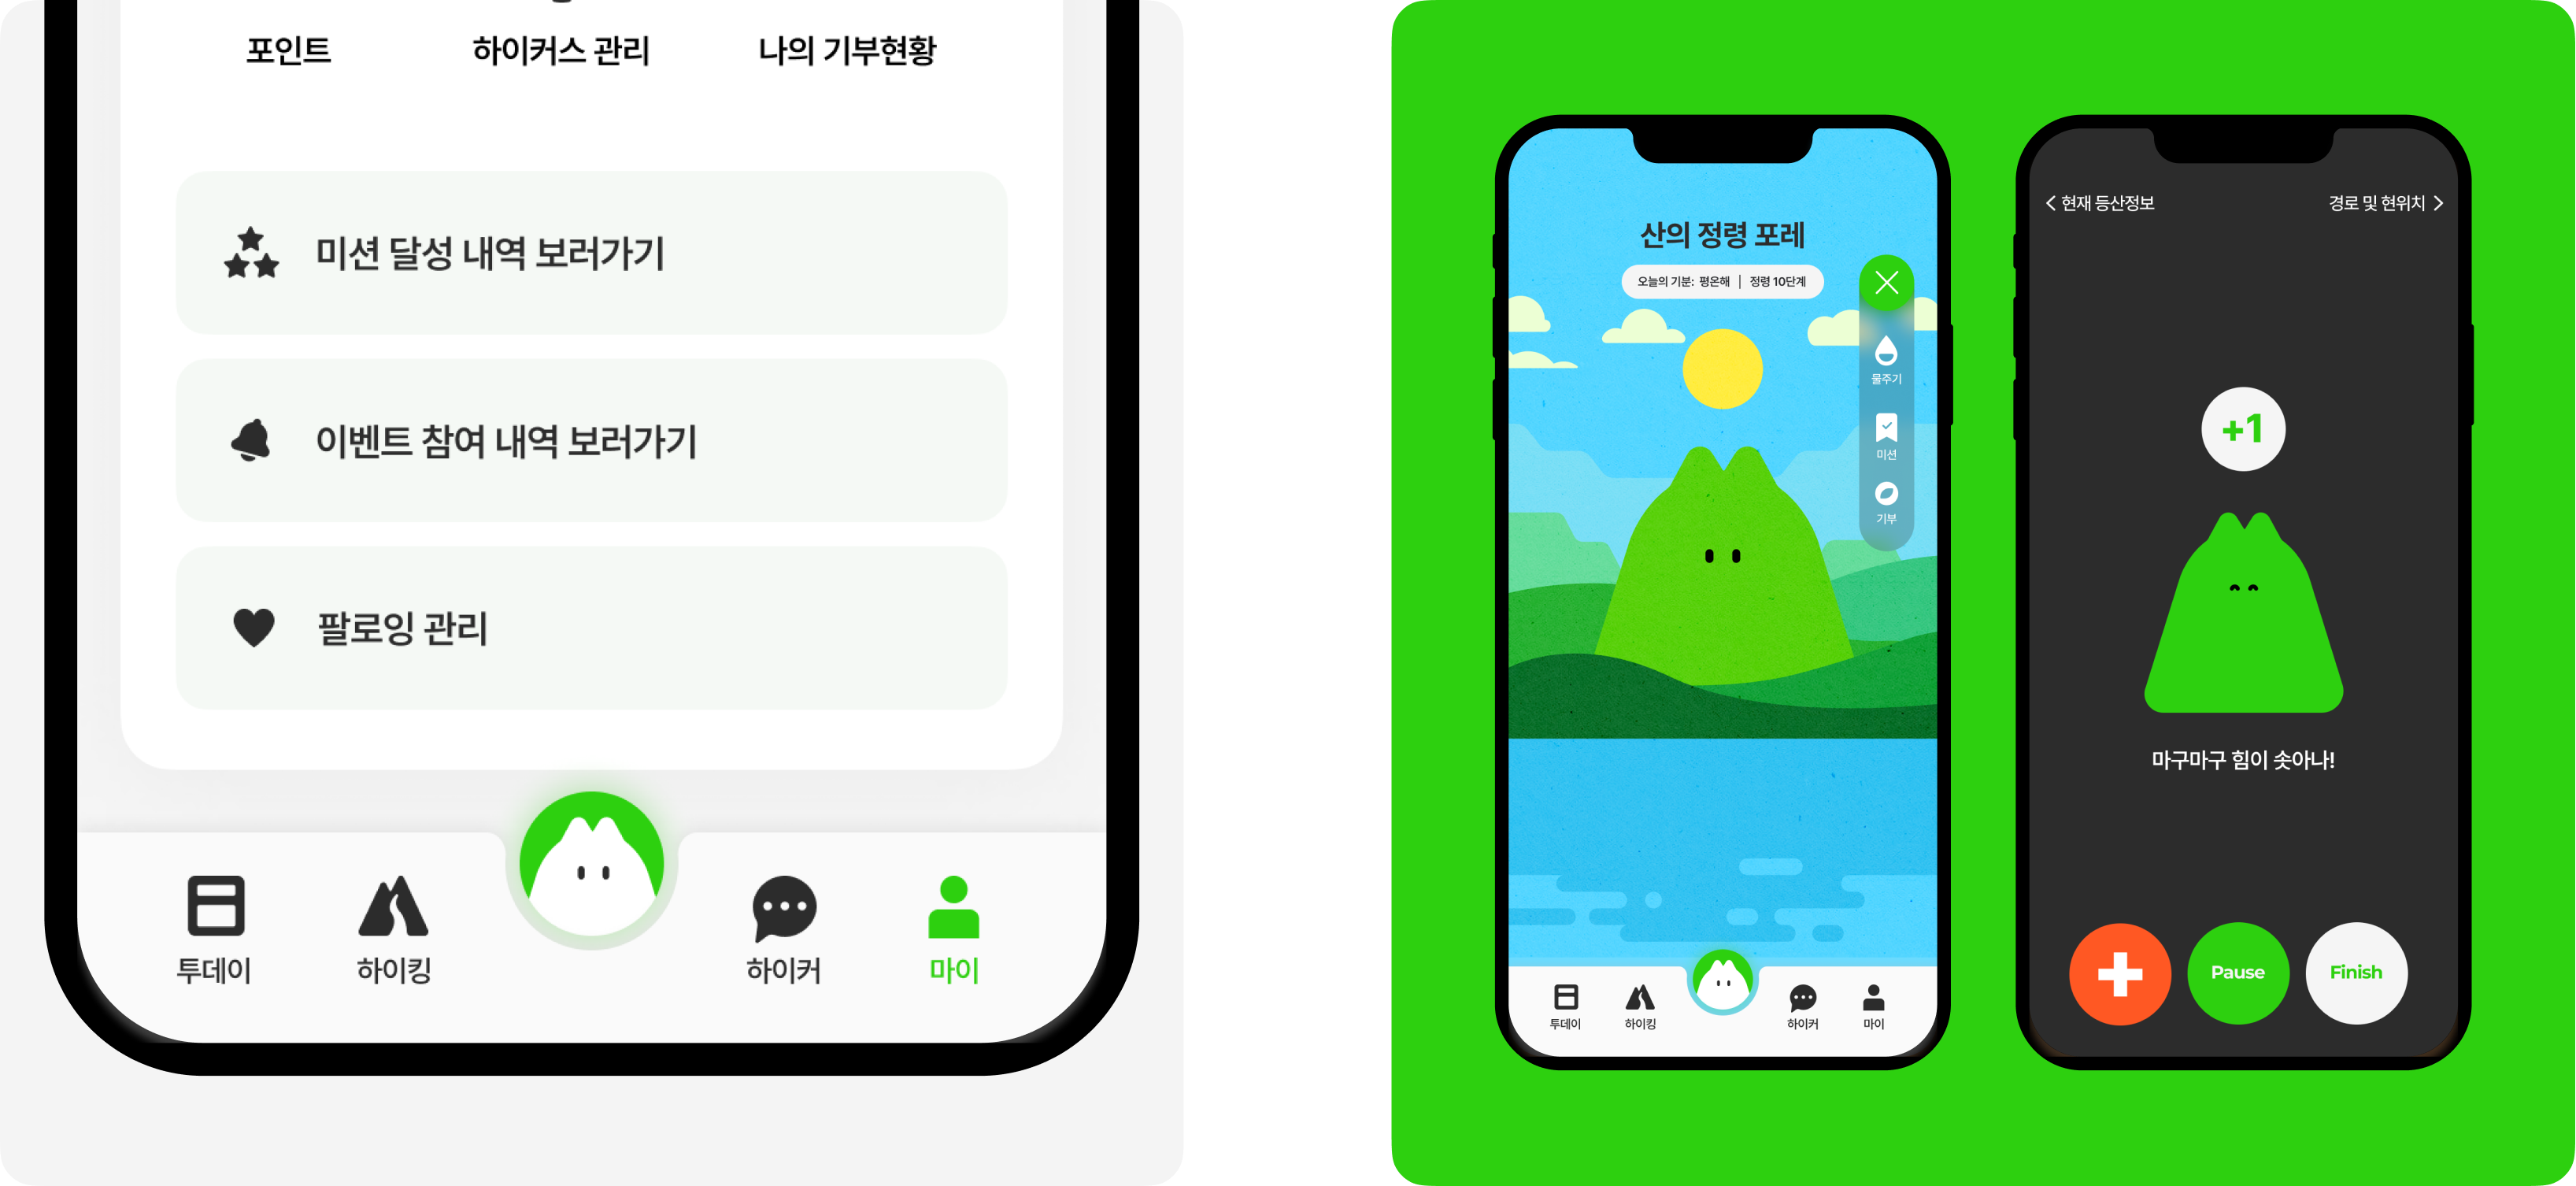 포인트 하이커스 관리 나의 기부현황
미션 달성 내역 보러가기
이벤트 참여 내역 보러가기
팔로잉 관리
투데이 하이킹 하이커 마이
산의 정령 포레
오늘의 기분: 평온해 | 정령 10단계
물주기
미션
기부
투데이 하이킹 하이커 마이
현재 등산정보 경로 및 현위치
+1
마구마구 힘이 솟아나!
Pause Finish